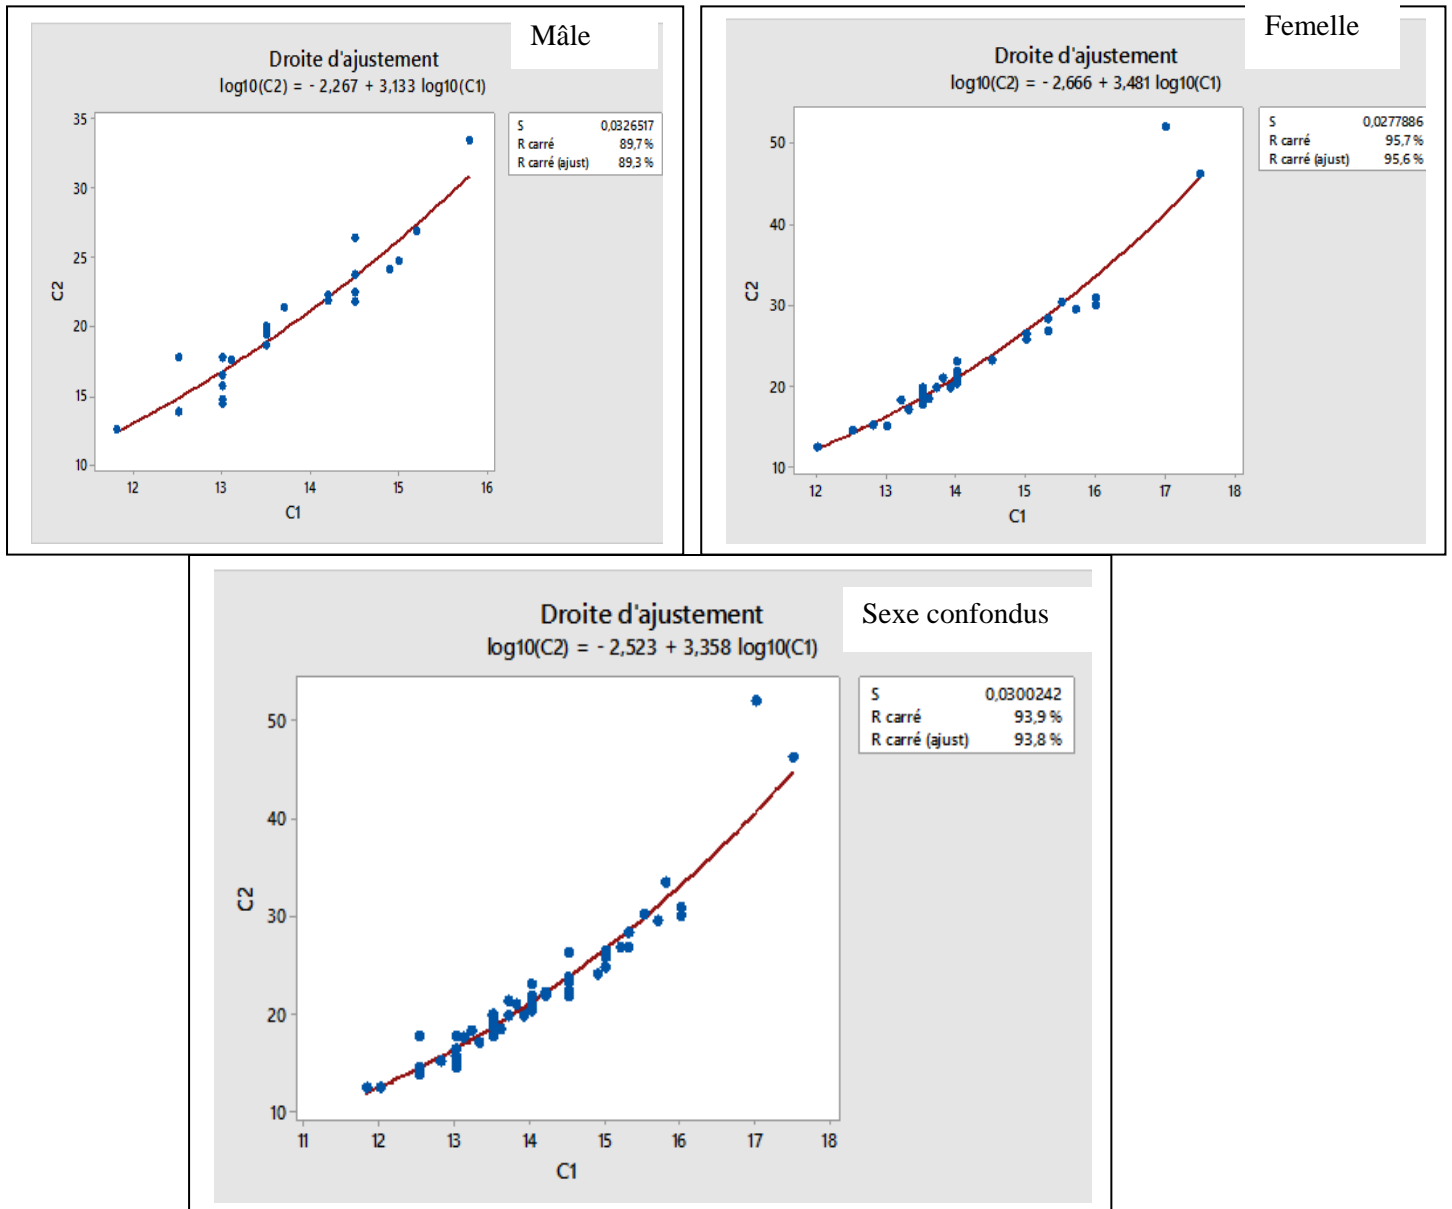 Mâle
Droite d'ajustement
log10(C2) = - 2,267 + 3,133 log10(C1)
S 0,0326517
R carré 89,7 %
R carré (ajust) 89,3 %
35
30
25
20
15
10
C2
12 13 14 15 16
C1
Femelle
Droite d'ajustement
log10(C2) = - 2,666 + 3,481 log10(C1)
S 0,0277886
R carré 95,7 %
R carré (ajust) 95,6 %
50
40
30
20
10
C2
12 13 14 15 16 17 18
C1
Sexe confondus
Droite d'ajustement
log10(C2) = - 2,523 + 3,358 log10(C1)
S 0,0300242
R carré 93,9 %
R carré (ajust) 93,8 %
50
40
30
20
10
C2
11 12 13 14 15 16 17 18
C1